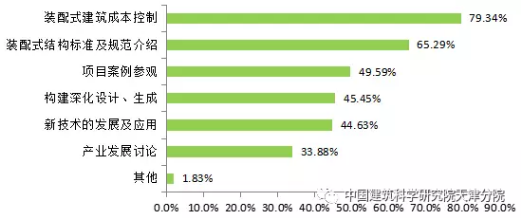 装配式建筑成本控制 79.34%
装配式结构标准及规范介绍 65.29%
项目案例参观 49.59%
构建深化设计、生成 45.45%
新技术的发展及应用 44.63%
产业发展讨论 33.88%
其他 1.83%
中国建筑科学研究院天津分院
0.0% 10.0% 20.0% 30.0% 40.0% 50.0% 60.0% 70.0% 80.0% 90.0%